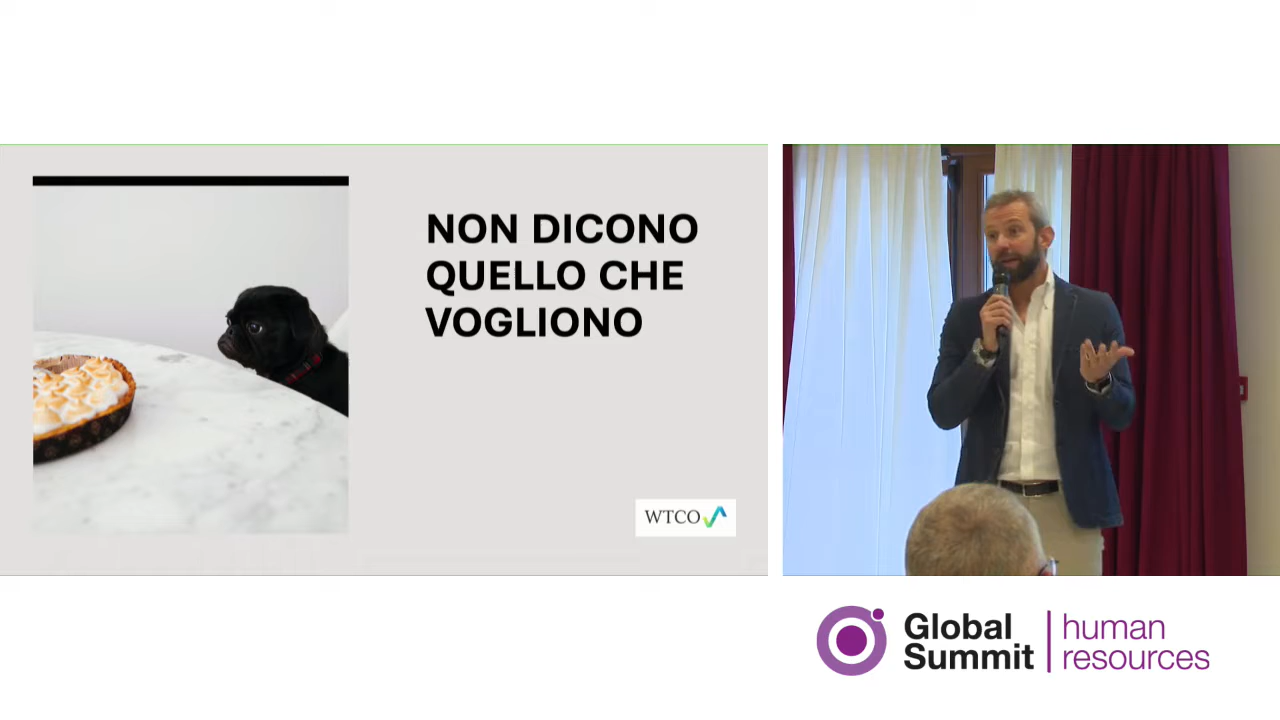 NON DICONO
QUELLO CHE
VOGLIONO
WTCO
Global
Summit
human
resources